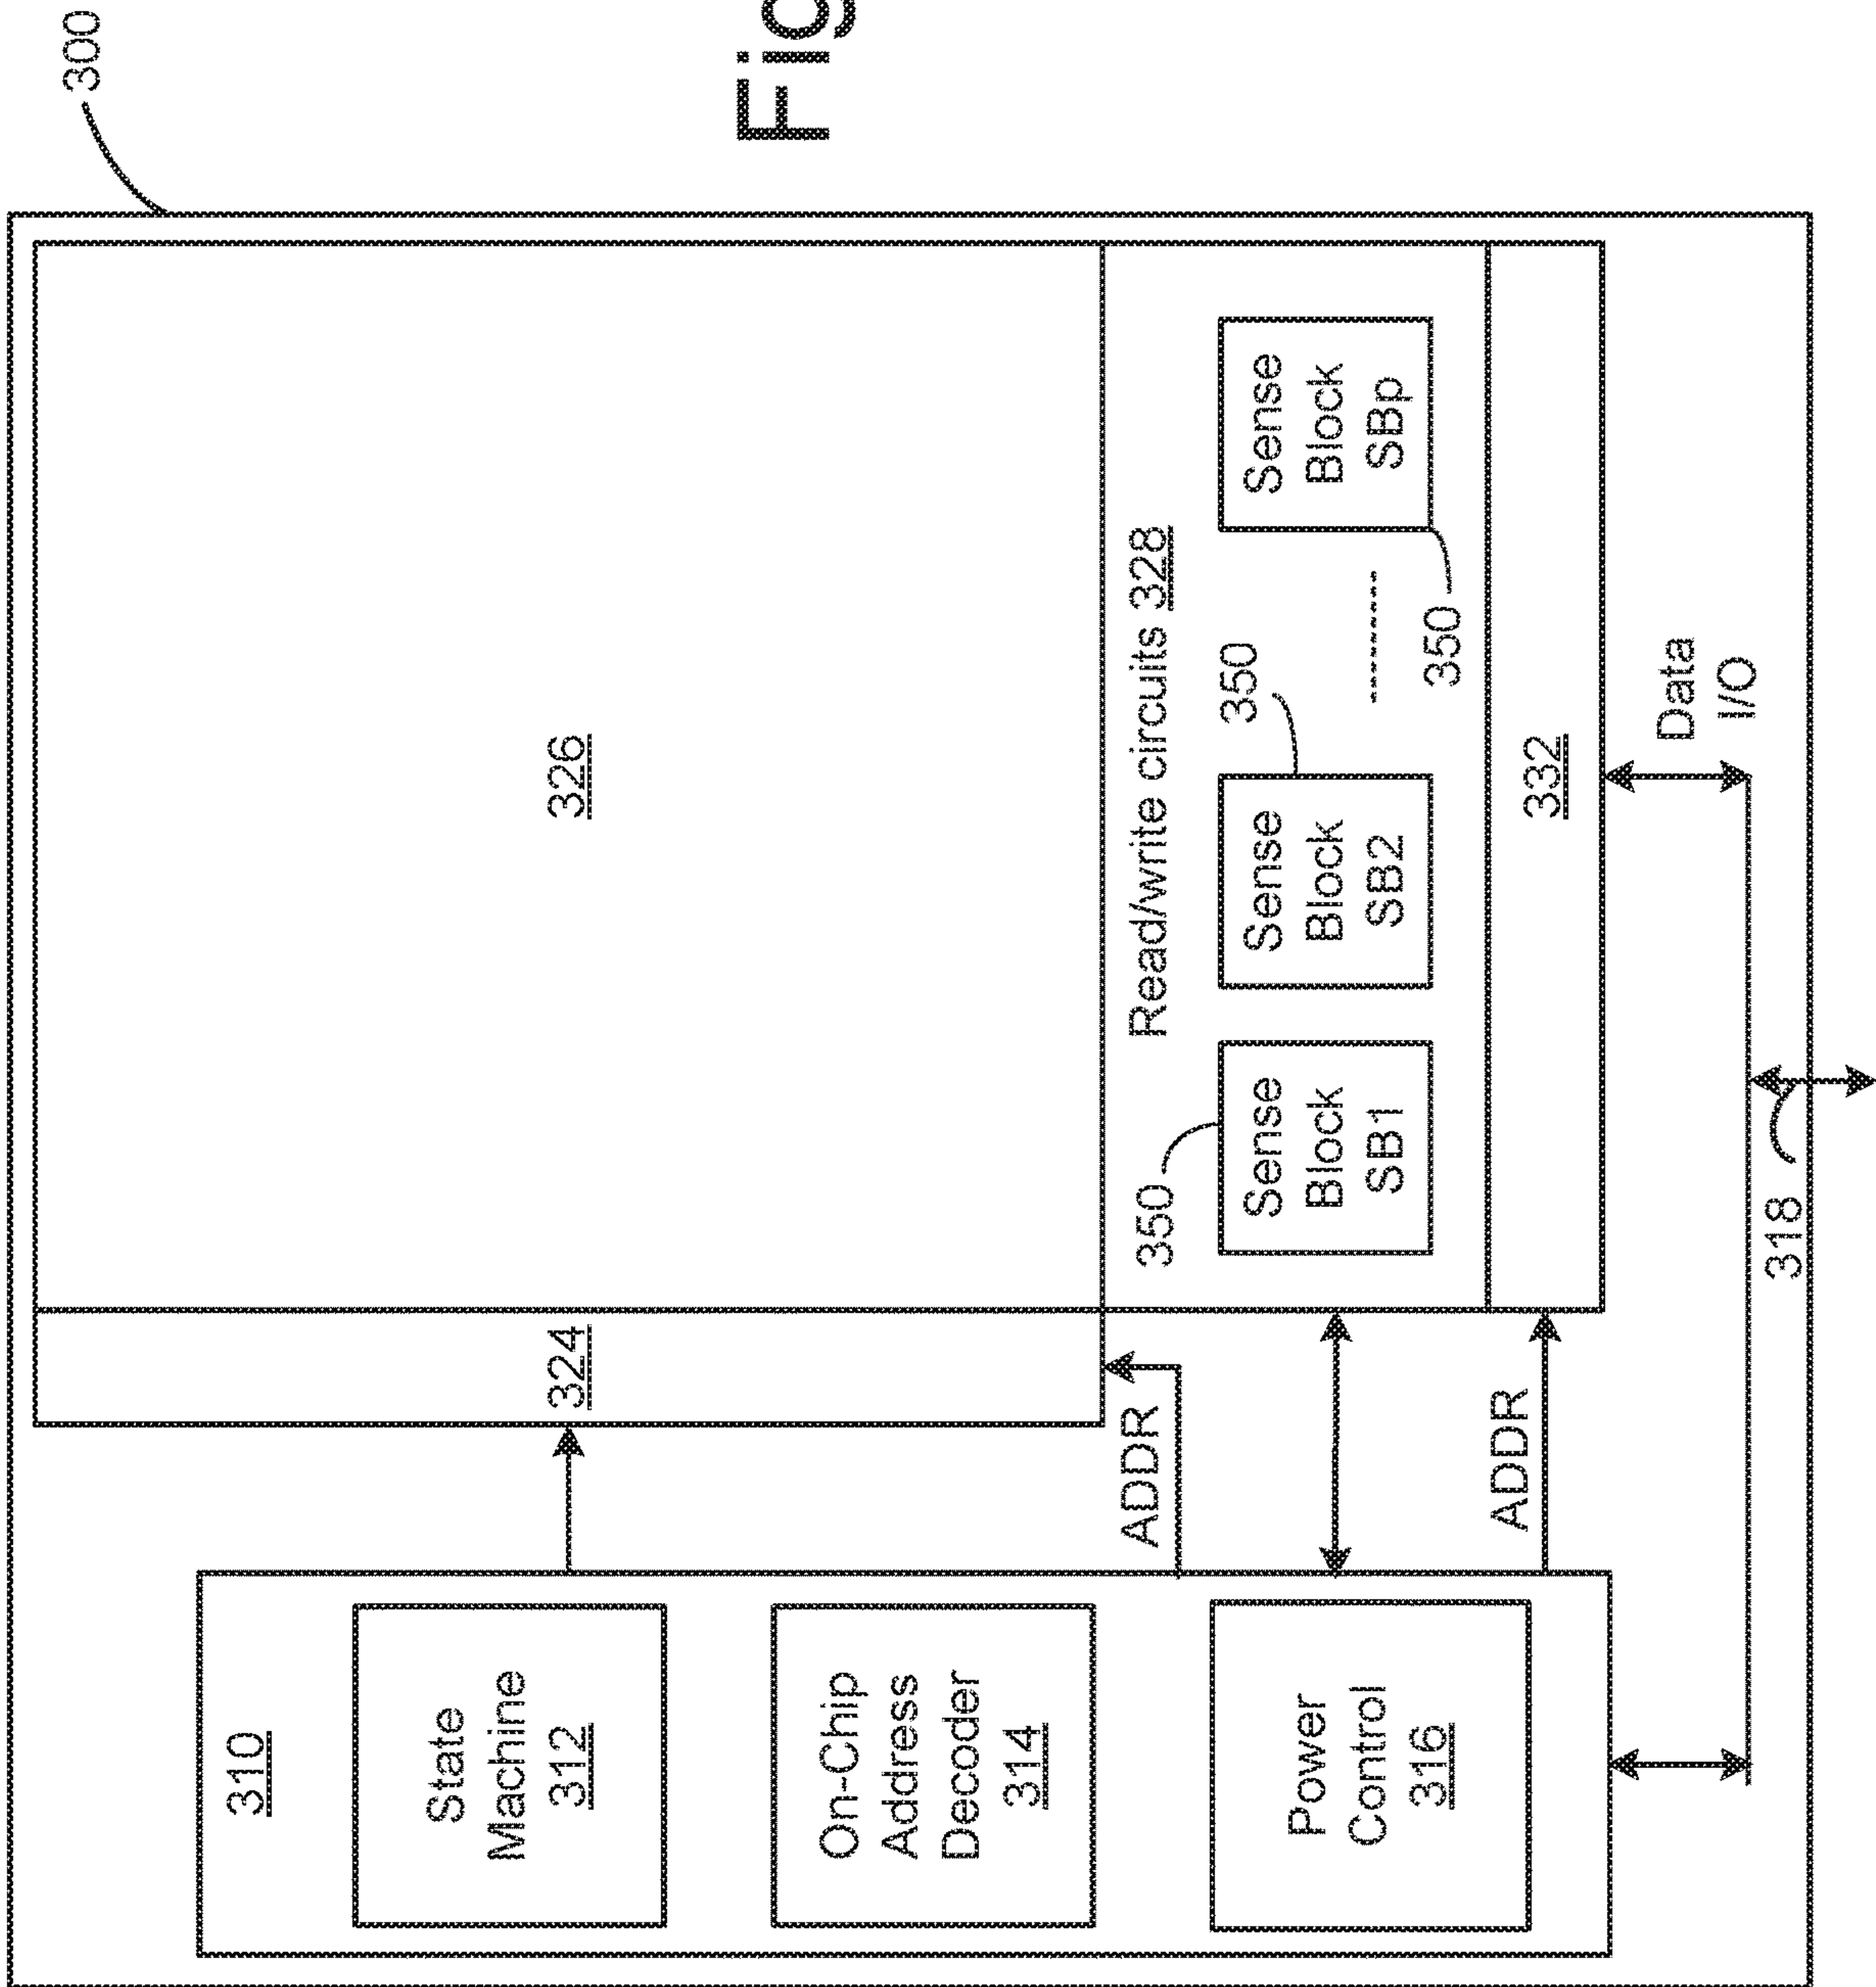 300
Fig
326
324
310
State
Machine
312
On-Chip
Address
Decoder
314
Power
Control
316
ADDR
ADDR
Read/write circuits 328
350
Sense
Block
SB1
350
Sense
Block
SB2
350
Sense
Block
SBp
332
Data
I/O
318